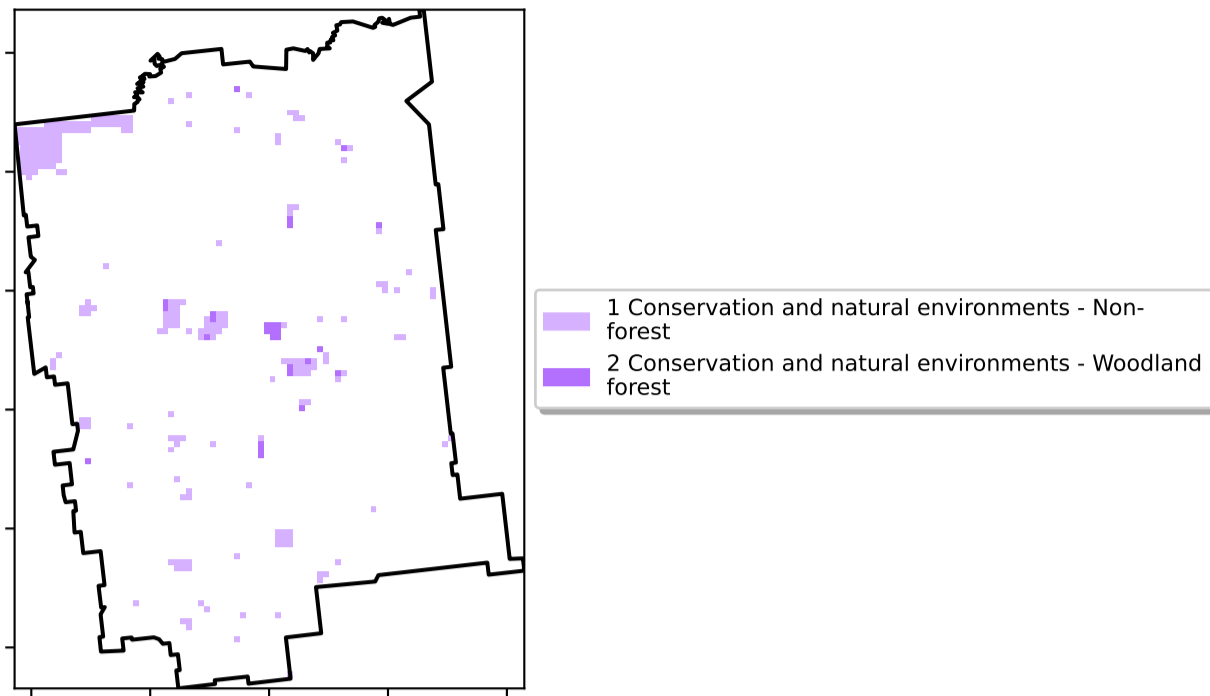 1 Conservation and natural environments - Non-
forest
2 Conservation and natural environments - Woodland
forest